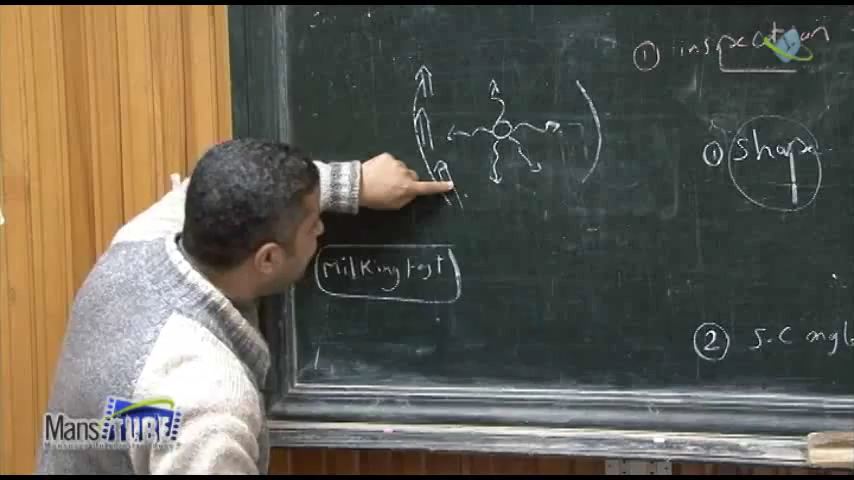 ① inspection
① shape
Milking test
② S.C angle
MansTUBE